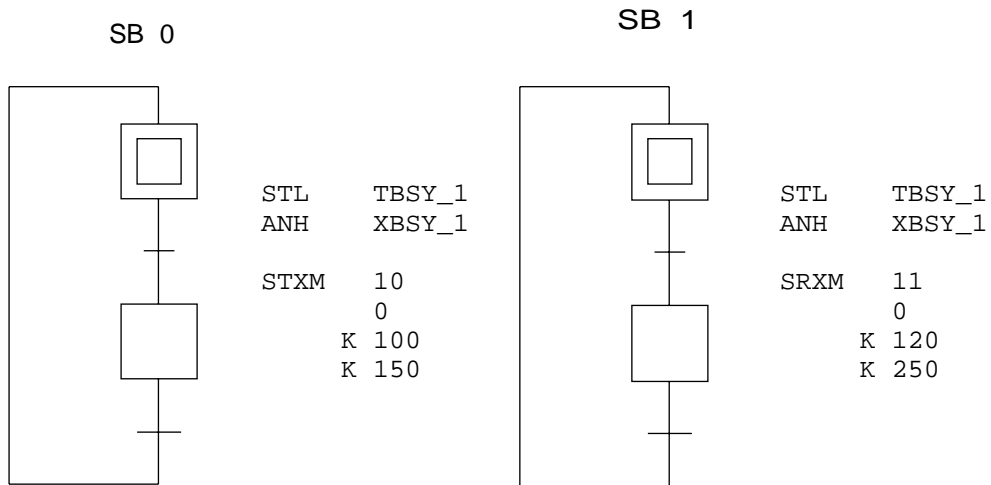 SB 0
STL TBSY_1
ANH XBSY_1
STXM 10
0
K 100
K 150
SB 1
STL TBSY_1
ANH XBSY_1
SRXM 11
0
K 120
K 250